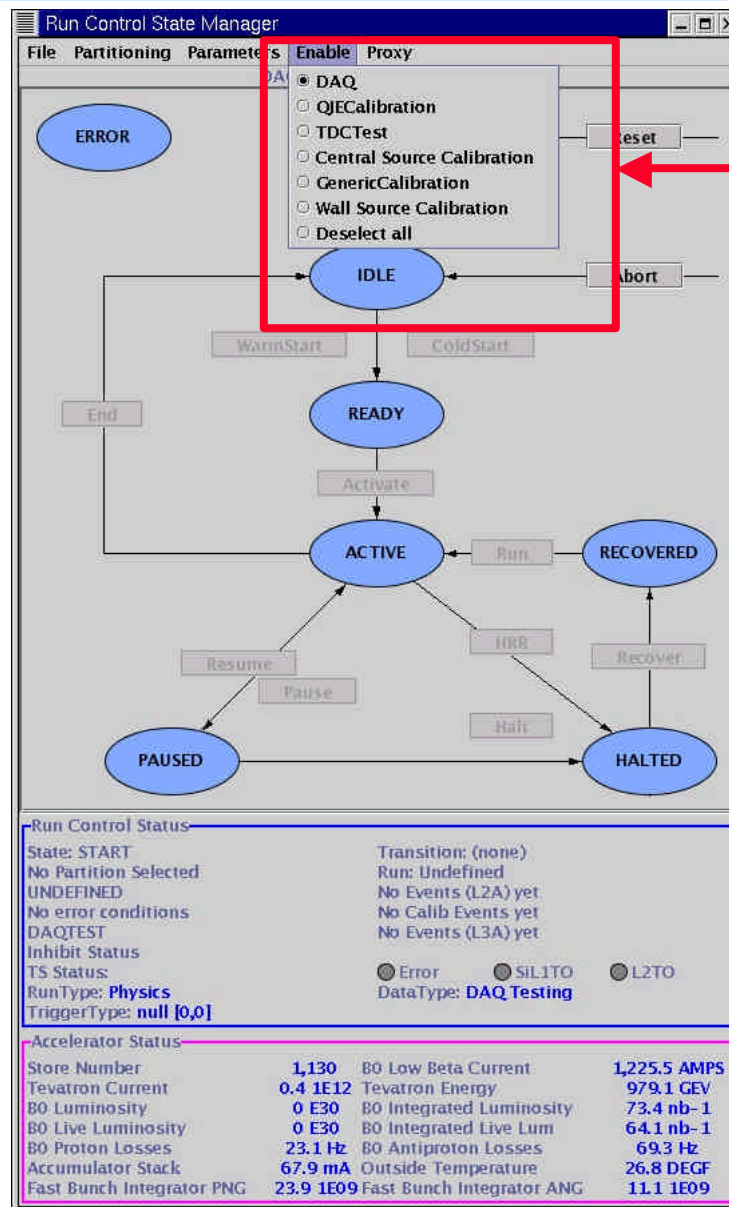 Run Control State Manager
File Partitioning Parameters Enable Proxy
DAQ
QIECalibration
TDCTest
Central Source Calibration
GenericCalibration
Wall Source Calibration
Deselect all
ERROR
Reset
IDLE
Abort
WarmStart
ColdStart
End
READY
Activate
ACTIVE
Run
RECOVERED
HRR
Resume
Recover
Pause
Halt
PAUSED
HALTED
Run Control Status
State: START Transition: (none)
No Partition Selected Run: Undefined
UNDEFINED No Events (L2A) yet
No error conditions No Calib Events yet
DAQTEST No Events (L3A) yet
Inhibit Status
TS Status: Error SiL1TO L2TO
RunType: Physics DataType: DAQ Testing
TriggerType: null [0,0]
Accelerator Status
Store Number 1,130 B0 Low Beta Current 1,225.5 AMPS
Tevatron Current 0.4 1E12 Tevatron Energy 979.1 GEV
B0 Luminosity 0 E30 B0 Integrated Luminosity 73.4 nb-1
B0 Live Luminosity 0 E30 B0 Integrated Live Lum 64.1 nb-1
B0 Proton Losses 23.1 Hz B0 Antiproton Losses 69.3 Hz
Accumulator Stack 67.9 mA Outside Temperature 26.8 DEGF
Fast Bunch Integrator PNG 23.9 1E09 Fast Bunch Integrator ANG 11.1 1E09